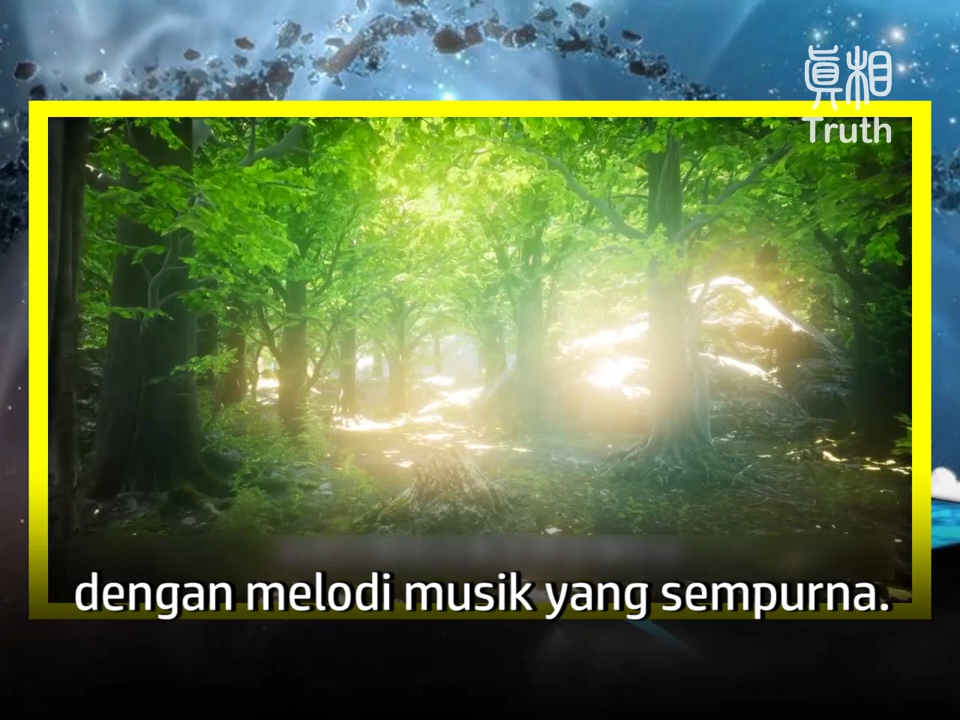 真相
Truth
dengan melodi musik yang sempurna.